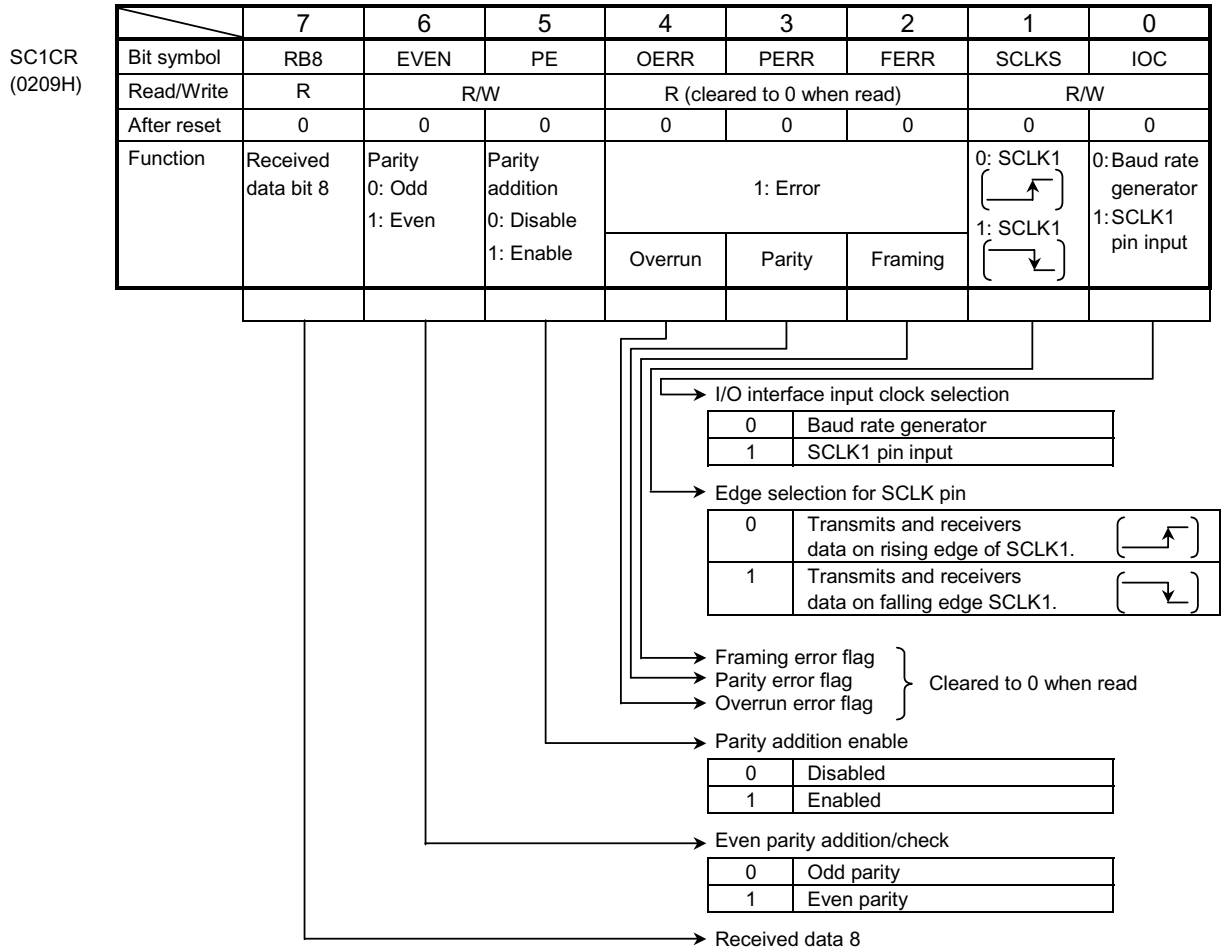 7 6 5 4 3 2 1 0
SC1CR
(0209H)
Bit symbol RB8 EVEN PE OERR PERR FERR SCLKS IOC
Read/Write R R/W R (cleared to 0 when read) R/W
After reset 0 0 0 0 0 0 0 0
Function
Received
data bit 8
Parity
0: Odd
1: Even
Parity
addition
0: Disable
1: Enable
1: Error
Overrun Parity Framing
0: SCLK1
1: SCLK1
0: Baud rate
generator
1: SCLK1
pin input
I/O interface input clock selection
0 Baud rate generator
1 SCLK1 pin input
Edge selection for SCLK pin
0 Transmits and receivers
data on rising edge of SCLK1.
1 Transmits and receivers
data on falling edge SCLK1.
Framing error flag
Parity error flag
Overrun error flag
Cleared to 0 when read
Parity addition enable
0 Disabled
1 Enabled
Even parity addition/check
0 Odd parity
1 Even parity
Received data 8